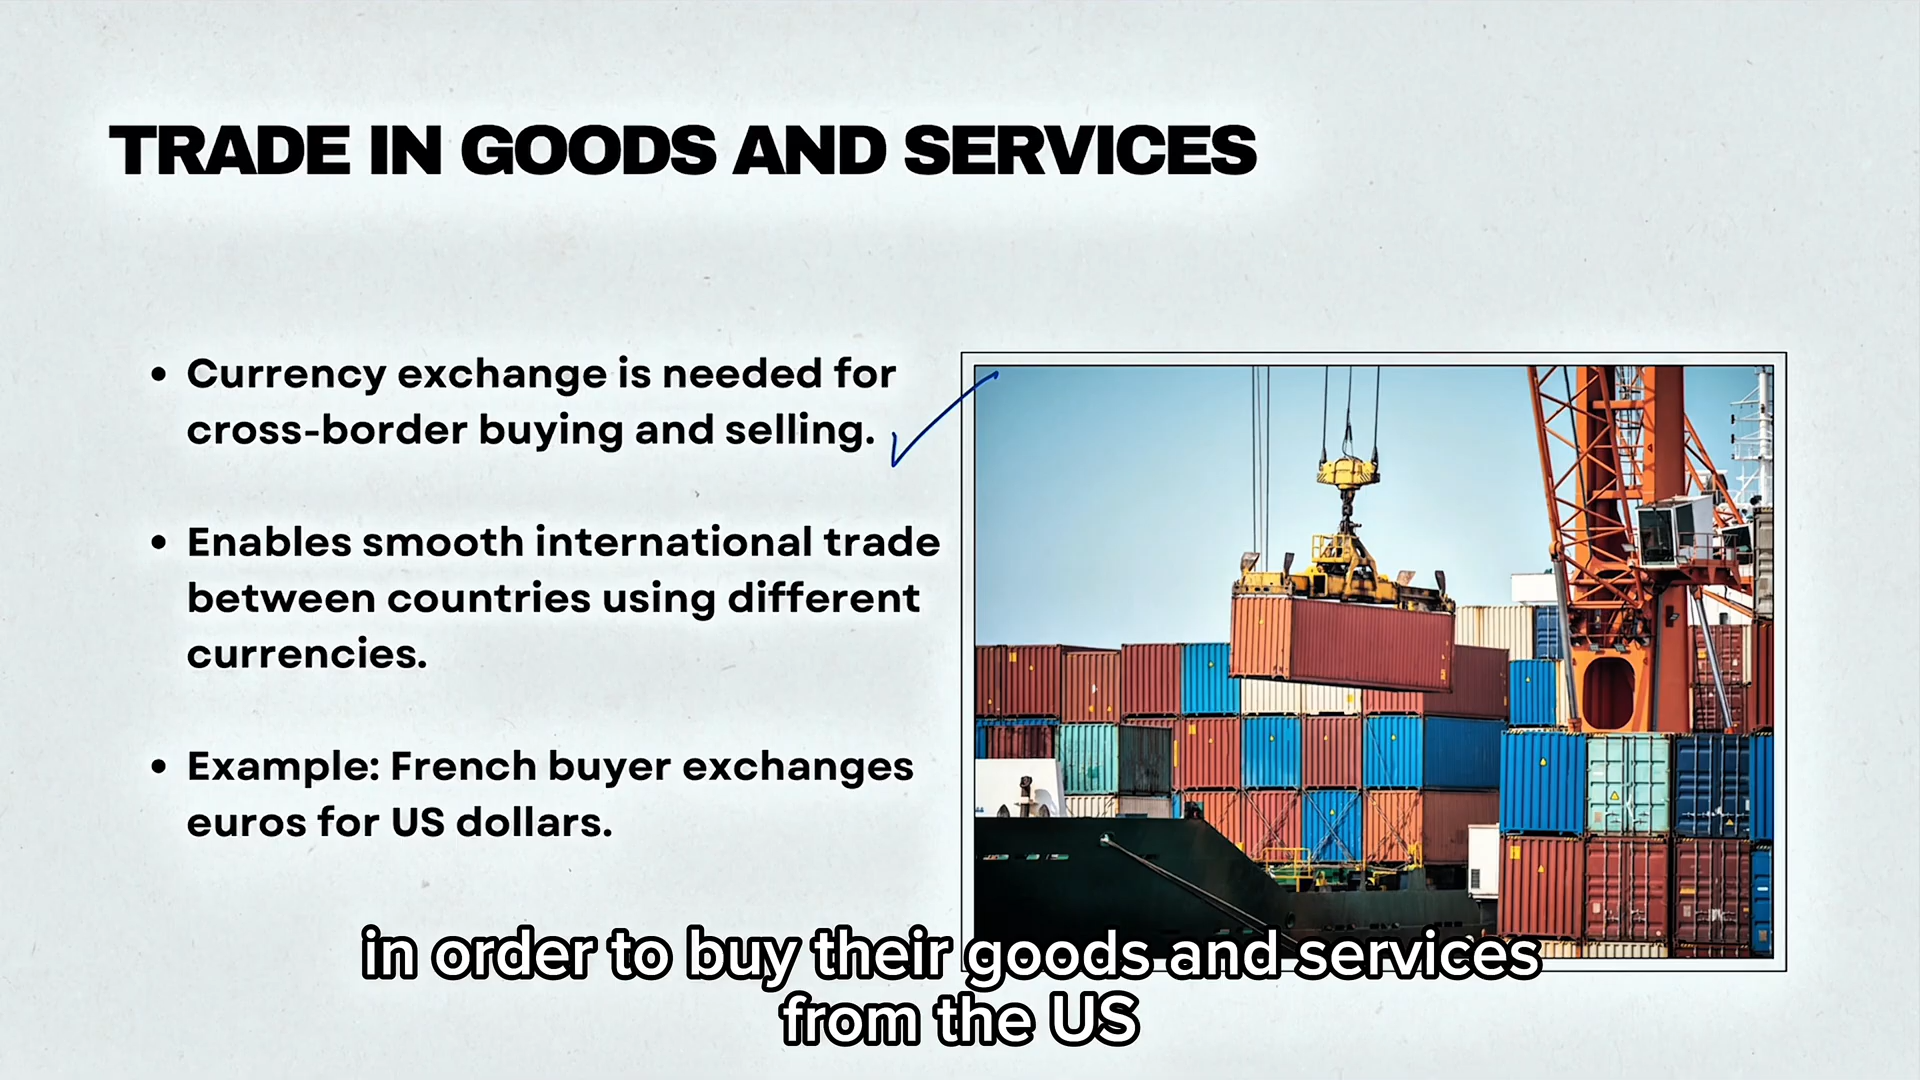 TRADE IN GOODS AND SERVICES
• Currency exchange is needed for
cross-border buying and selling.
• Enables smooth international trade
between countries using different
currencies.
• Example: French buyer exchanges
euros for US dollars.
in order to buy their goods and services
from the US